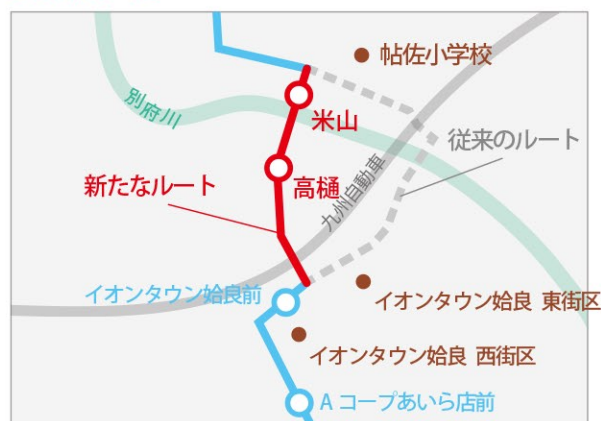 帖佐小学校
別府川
米山
従来のルート
高樋
新たなルート
九州自動車
イオンタウン姶良前
イオンタウン姶良 東街区
イオンタウン姶良 西街区
Aコープあいら店前